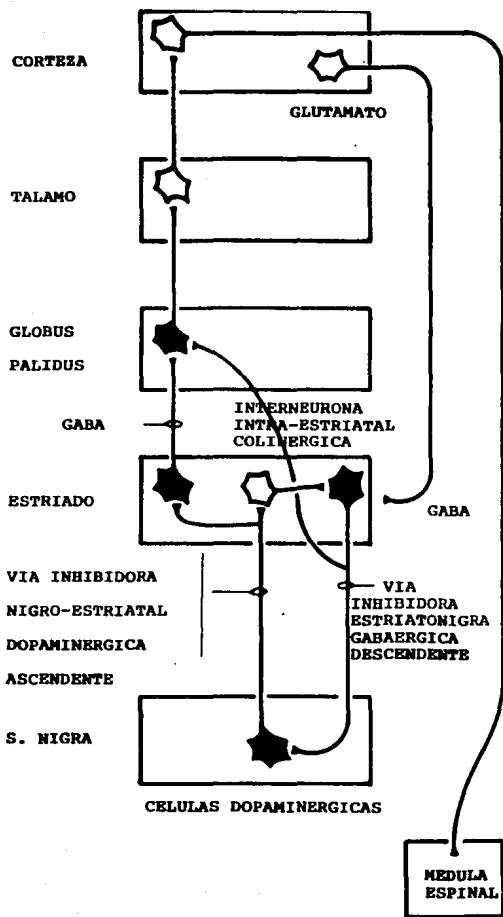 CORTEZA
GLUTAMATO
TALAMO
GLOBUS
PALIDUS
GABA
INTERNEURONA
INTRA-ESTRIATAL
COLINERGICA
ESTRIADO
GABA
VIA INHIBIDORA
NIGRO-ESTRIATAL
DOPAMINERGICA
ASCENDENTE
VIA
INHIBIDORA
ESTRIATONIGRA
GABAERGICA
DESCENDENTE
S. NIGRA
CELULAS DOPAMINERGICAS
MEDULA
ESPINAL